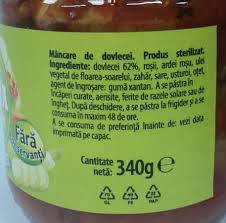 Mâncare de dovlecei. Produs sterilizat.
Ingrediente: dovlecei 62%, roșii, ardei roșu, ulei
vegetal de floarea-soarelui, zahăr, sare, usturoi, oțet,
agent de îngroșare: gumă xantan. A se păstra în
încăperi curate, aerisite, ferite de razele solare sau de
îngheț. După deschidere, a se păstra la frigider și a se
consuma în maxim 48 de ore.
A se consuma de preferință înainte de: vezi data
imprimată pe capac.
Fără
Cantitate
netă: 340g e
GL PE PAP